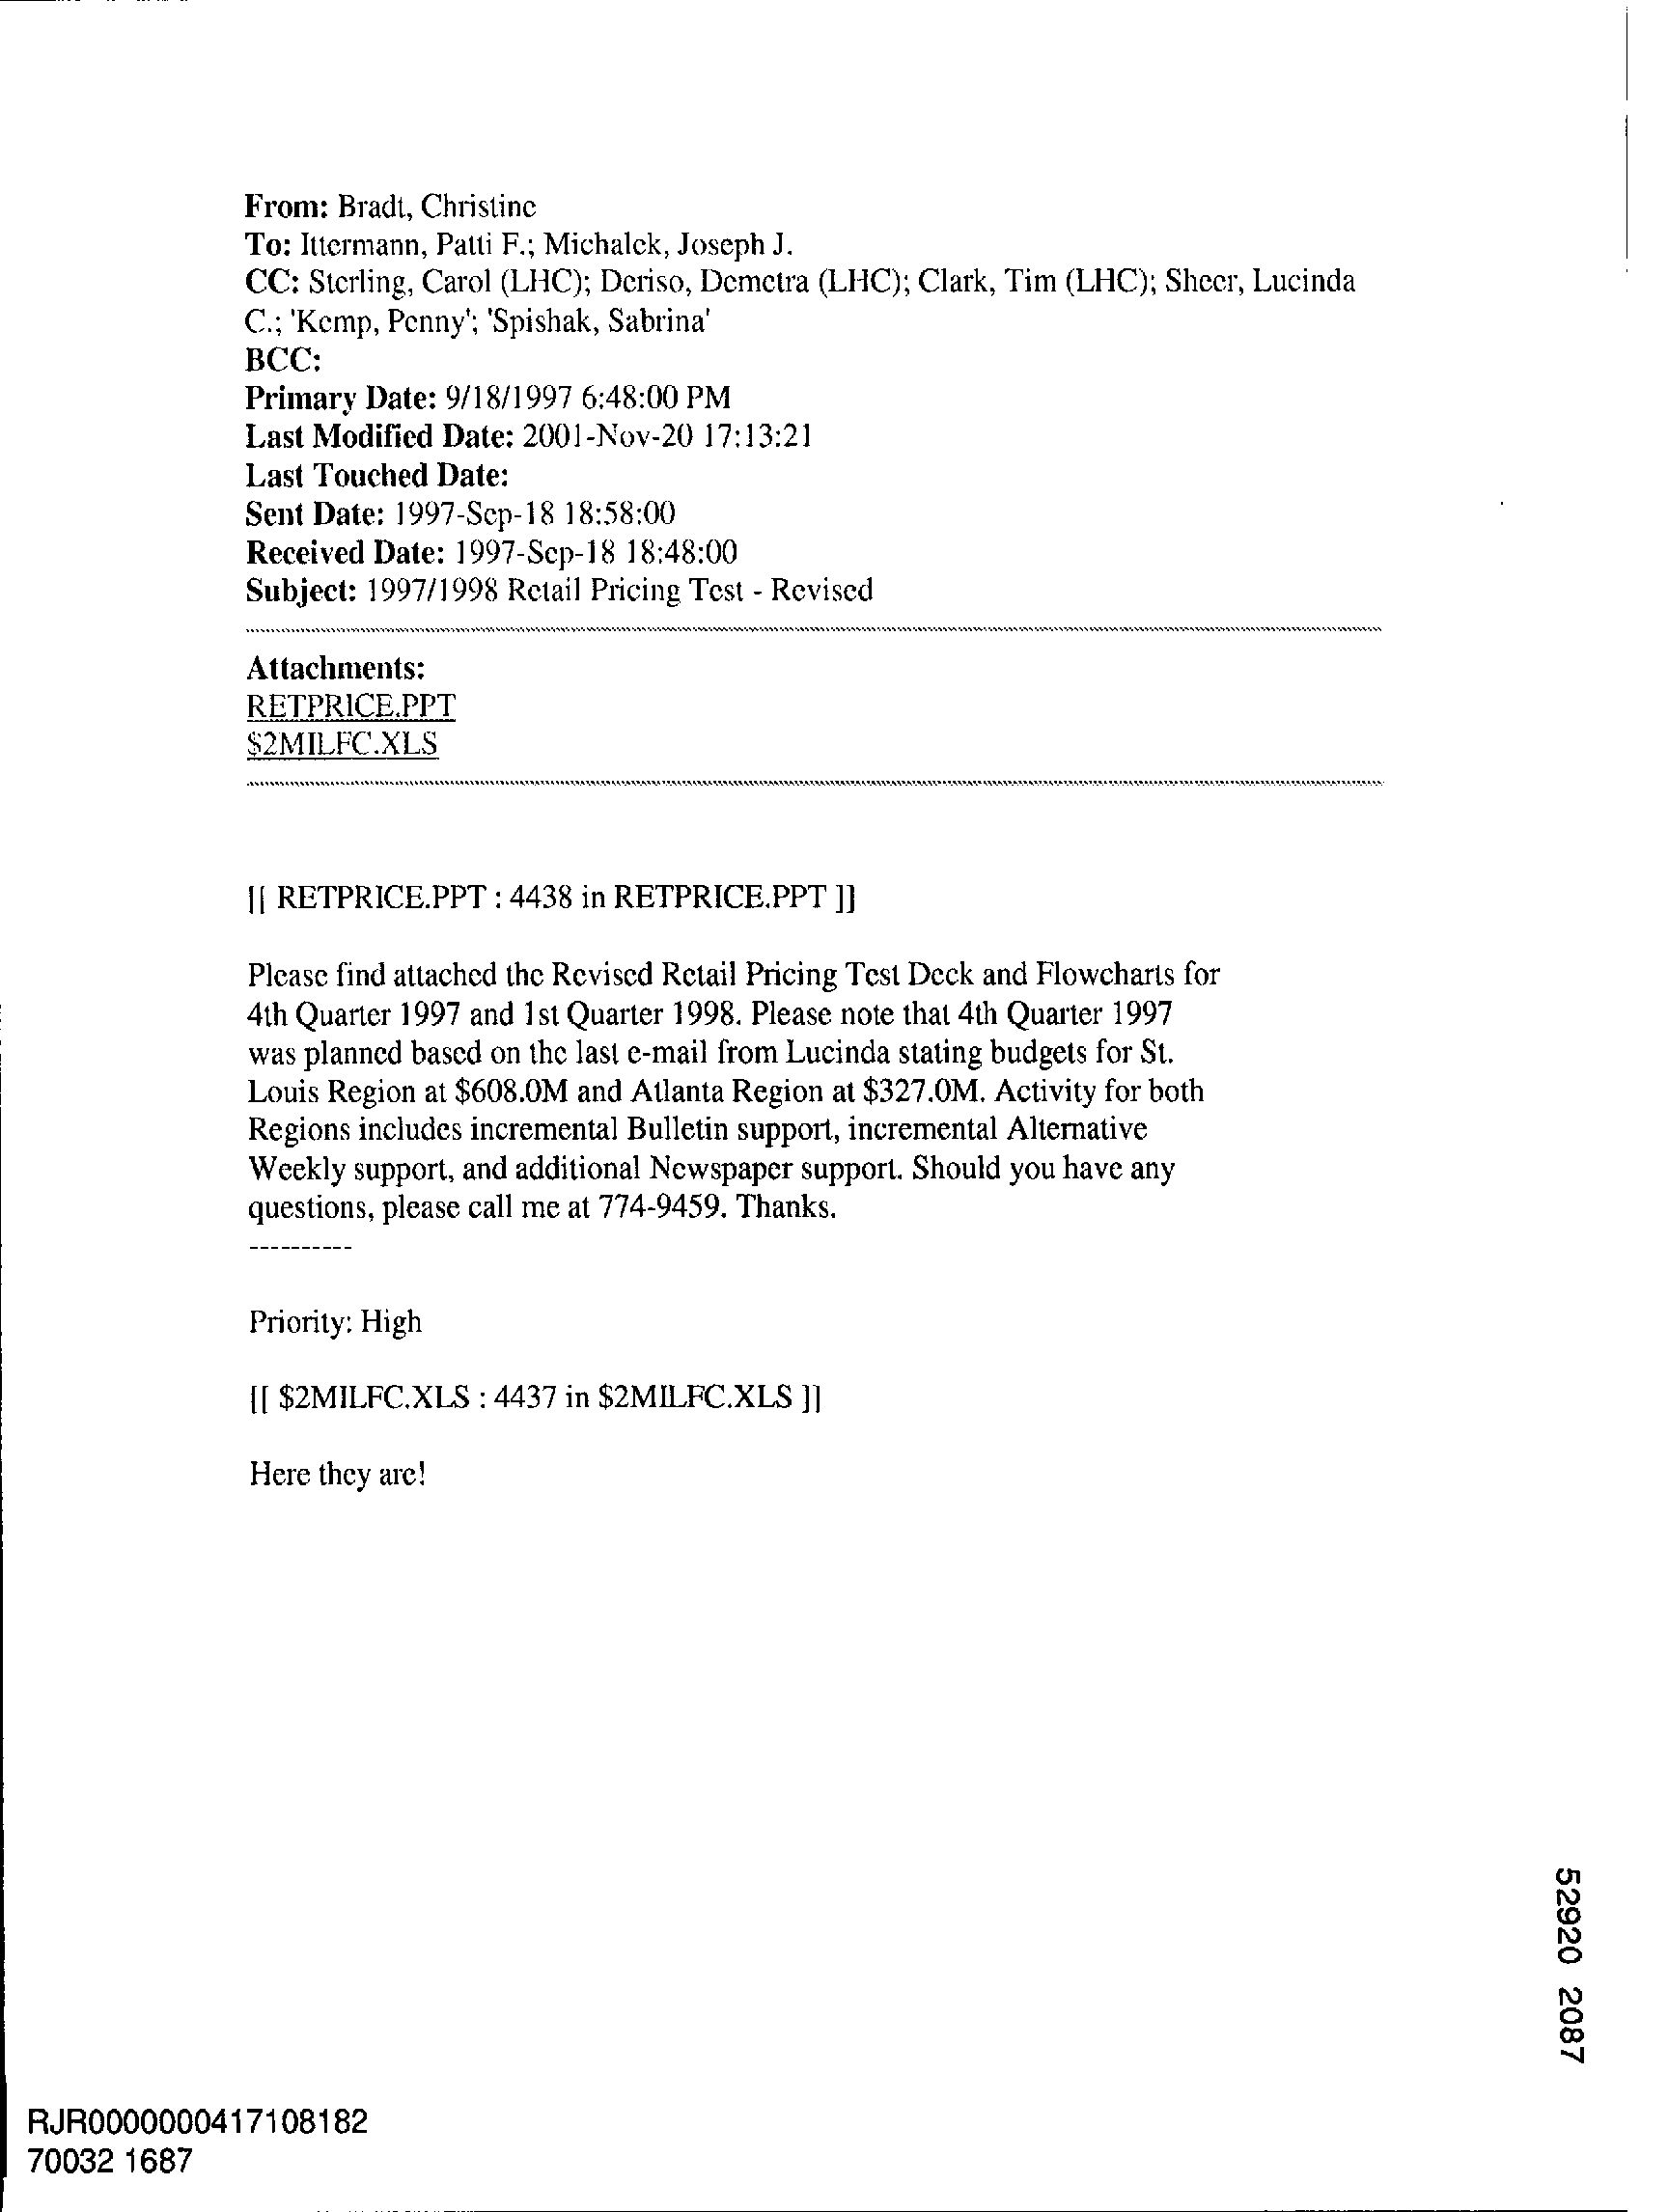 From: Bradt, Christine
To: Ittermann, Patti F.; Michalek, Joseph J.
CC: Sterling, Carol (LHC); Deriso, Demetra (LHC); Clark, Tim (LHC); Sheer, Lucinda
C.; 'Kemp, Penny'; 'Spishak, Sabrina'
BCC:
Primary Date: 9/18/1997 6:48:00 PM
Last Modified Date: 2001-Nov-20 17:13:21
Last Touched Date:
Sent Date: 1997-Sep-18 18:58:00
Received Date: 1997-Sep-18 18:48:00
Subject: 1997/1998 Retail Pricing Test - Revised
Attachments:
RETPRICE.PPT
$2MILFC.XLS
[[ RETPRICE.PPT : 4438 in RETPRICE.PPT ]]
Please find attached the Revised Retail Pricing Test Deck and Flowcharts for
4th Quarter 1997 and 1st Quarter 1998. Please note that 4th Quarter 1997
was planned based on the last e-mail from Lucinda stating budgets for St.
Louis Region at $608.0M and Atlanta Region at $327.0M. Activity for both
Regions includes incremental Bulletin support, incremental Alternative
Weekly support, and additional Newspaper support. Should you have any
questions, please call me at 774-9459. Thanks.
----------
Priority: High
[[ $2MILFC.XLS : 4437 in $2MILFC.XLS ]]
Here they are!
52920 2087
RJR0000000417108182
70032 1687